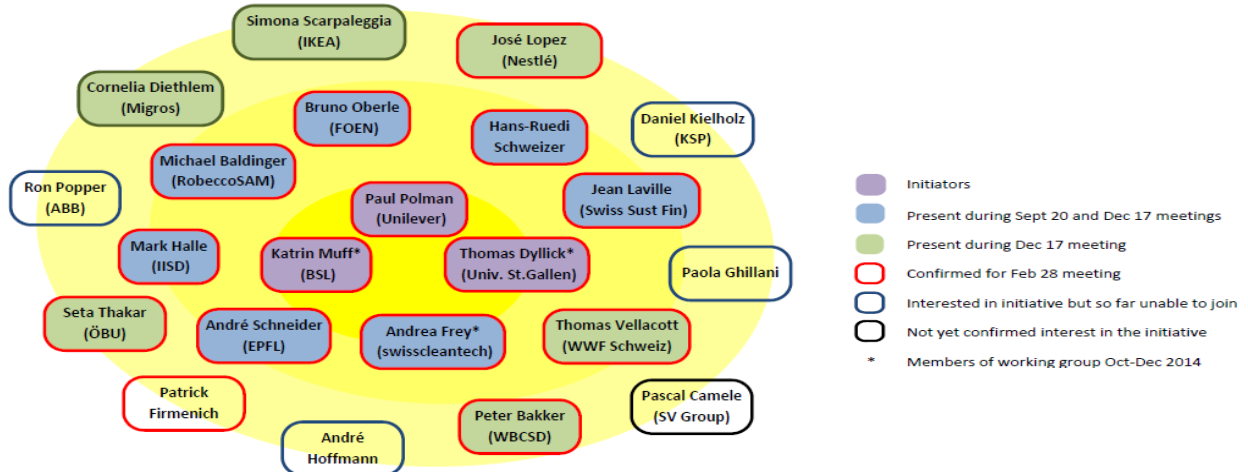 Simona Scarpaleggia
(IKEA)
José Lopez
(Nestlé)
Cornelia Diethlem
(Migros)
Bruno Oberle
(FOEN)
Hans-Ruedi
Schweizer
Daniel Kielholz
(KSP)
Michael Baldinger
(RobeccoSAM)
Ron Popper
(ABB)
Paul Polman
(Unilever)
Jean Laville
(Swiss Sust Fin)
Mark Halle
(IISD)
Katrin Muff*
(BSL)
Thomas Dyllick*
(Univ. St.Gallen)
Paola Ghillani
Seta Thakar
(ÖBU)
André Schneider
(EPFL)
Andrea Frey*
(swisscleantech)
Thomas Vellacott
(WWF Schweiz)
Patrick
Firmenich
André
Hoffmann
Peter Bakker
(WBCSD)
Pascal Camele
(SV Group)
Initiators
Present during Sept 20 and Dec 17 meetings
Present during Dec 17 meeting
Confirmed for Feb 28 meeting
Interested in initiative but so far unable to join
Not yet confirmed interest in the initiative
* Members of working group Oct-Dec 2014